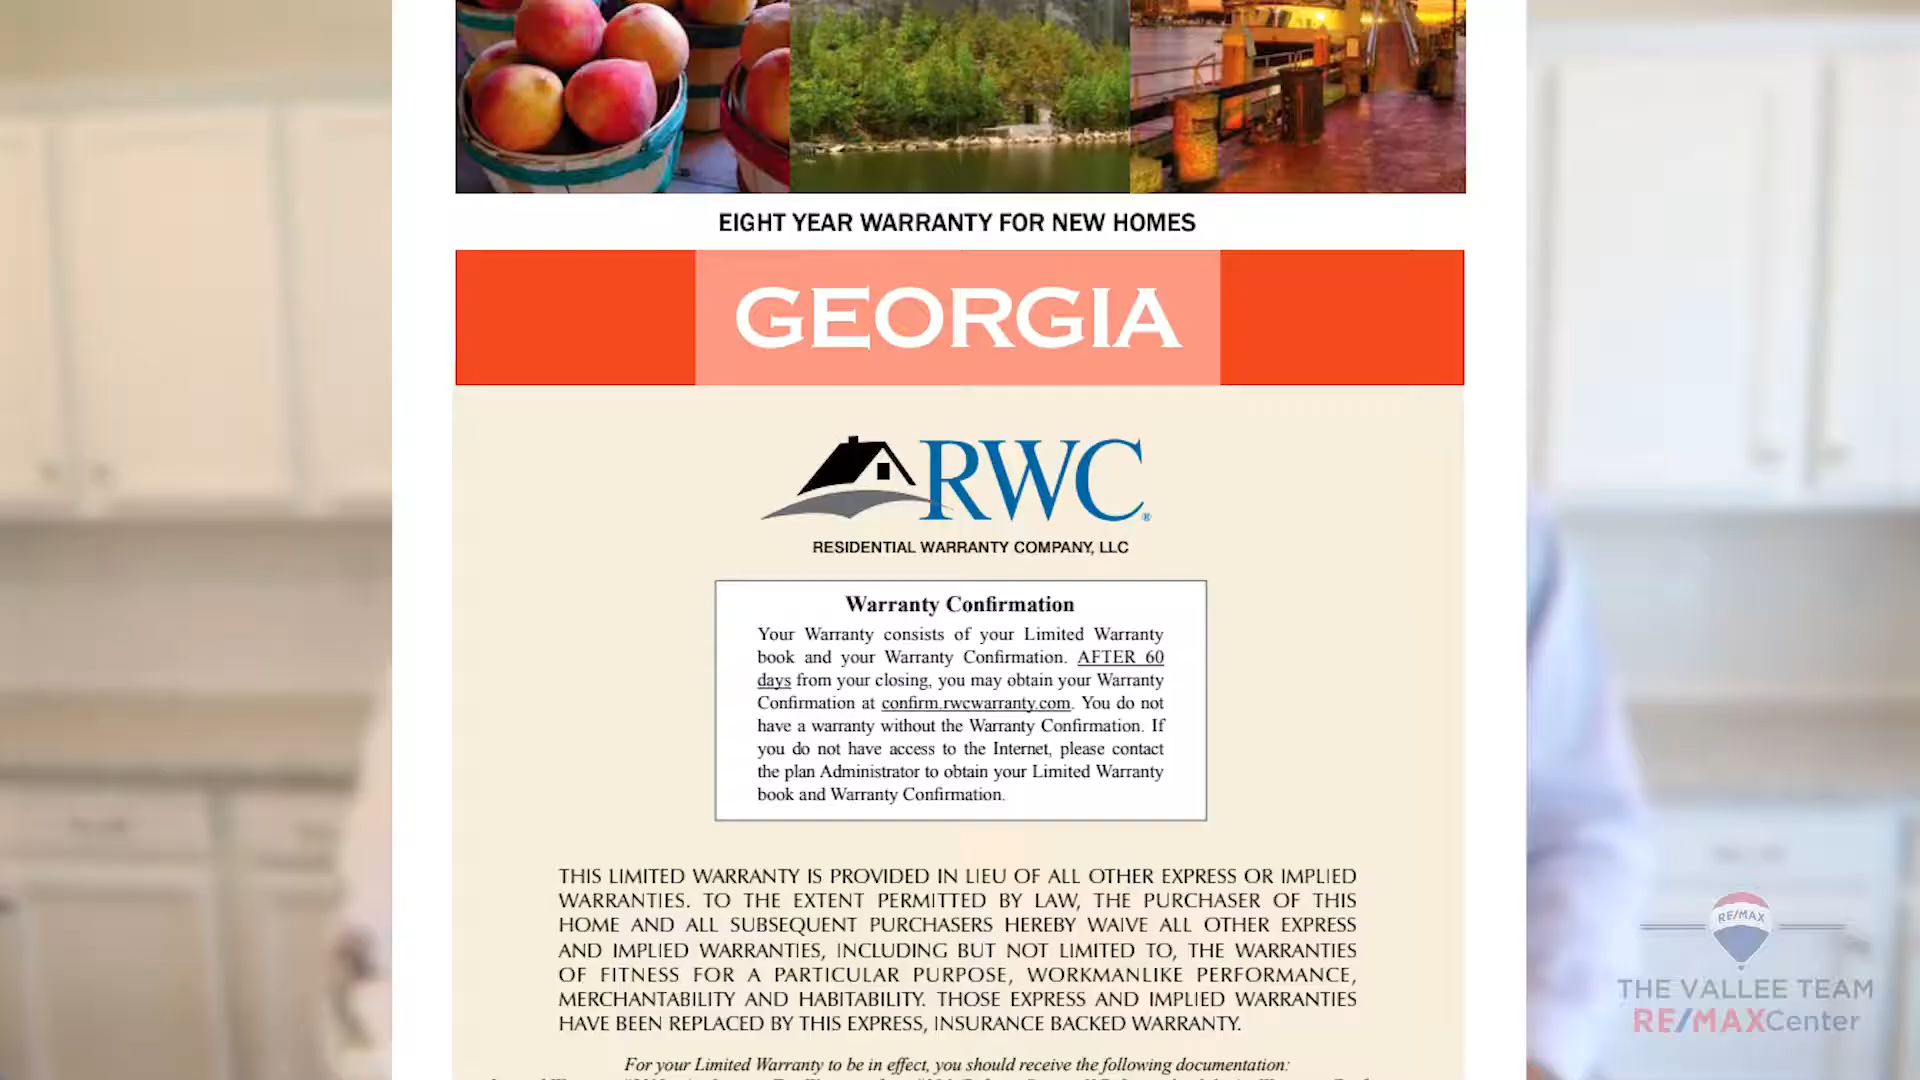 EIGHT YEAR WARRANTY FOR NEW HOMES
GEORGIA
RWC®
RESIDENTIAL WARRANTY COMPANY, LLC
Warranty Confirmation
Your Warranty consists of your Limited Warranty
book and your Warranty Confirmation. AFTER 60
days from your closing, you may obtain your Warranty
Confirmation at confirm.rwcwarranty.com. You do not
have a warranty without the Warranty Confirmation. If
you do not have access to the Internet, please contact
the plan Administrator to obtain your Limited Warranty
book and Warranty Confirmation.
THIS LIMITED WARRANTY IS PROVIDED IN LIEU OF ALL OTHER EXPRESS OR IMPLIED
WARRANTIES. TO THE EXTENT PERMITTED BY LAW, THE PURCHASER OF THIS
HOME AND ALL SUBSEQUENT PURCHASERS HEREBY WAIVE ALL OTHER EXPRESS
AND IMPLIED WARRANTIES, INCLUDING BUT NOT LIMITED TO, THE WARRANTIES
OF FITNESS FOR A PARTICULAR PURPOSE, WORKMANLIKE PERFORMANCE,
MERCHANTABILITY AND HABITABILITY. THOSE EXPRESS AND IMPLIED WARRANTIES
HAVE BEEN REPLACED BY THIS EXPRESS, INSURANCE BACKED WARRANTY.
For your Limited Warranty to be in effect, you should receive the following documentation:
RE/MAX
THE VALLEE TEAM
RE/MAX Center